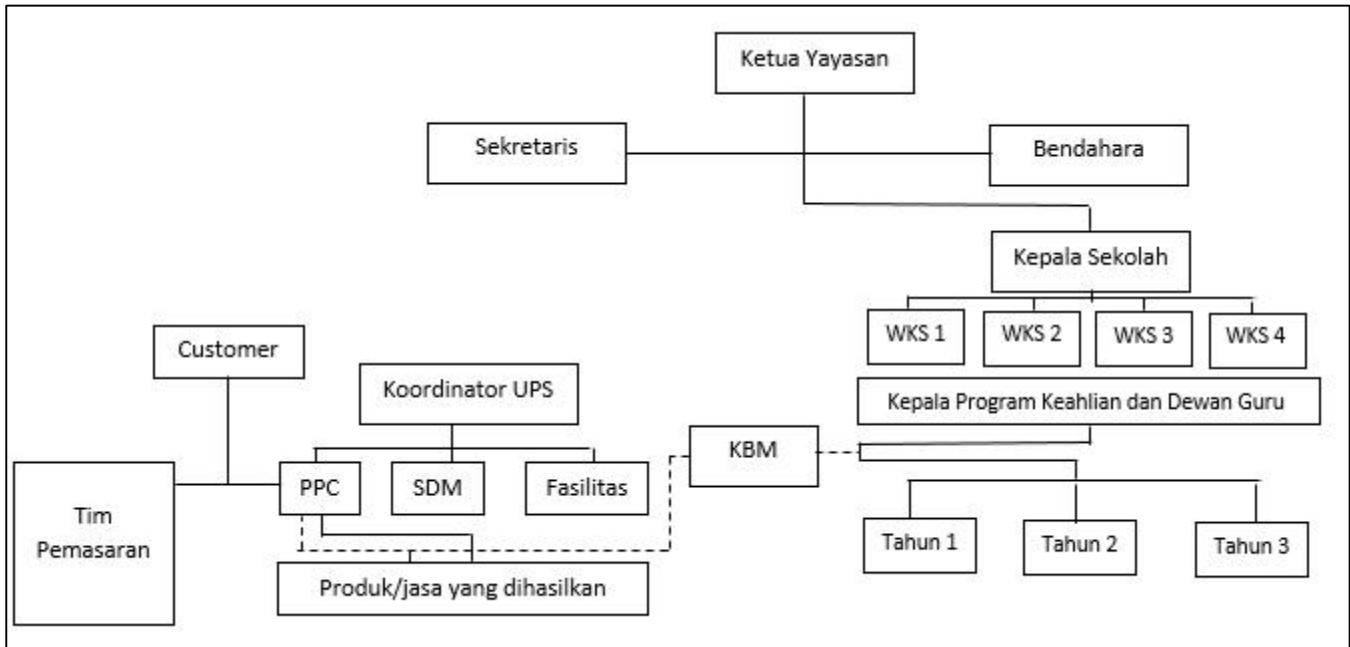 Ketua Yayasan
Sekretaris
Bendahara
Kepala Sekolah
WKS 1
WKS 2
WKS 3
WKS 4
Customer
Koordinator UPS
Kepala Program Keahlian dan Dewan Guru
KBM
PPC
SDM
Fasilitas
Tim
Pemasaran
Tahun 1
Tahun 2
Tahun 3
Produk/jasa yang dihasilkan